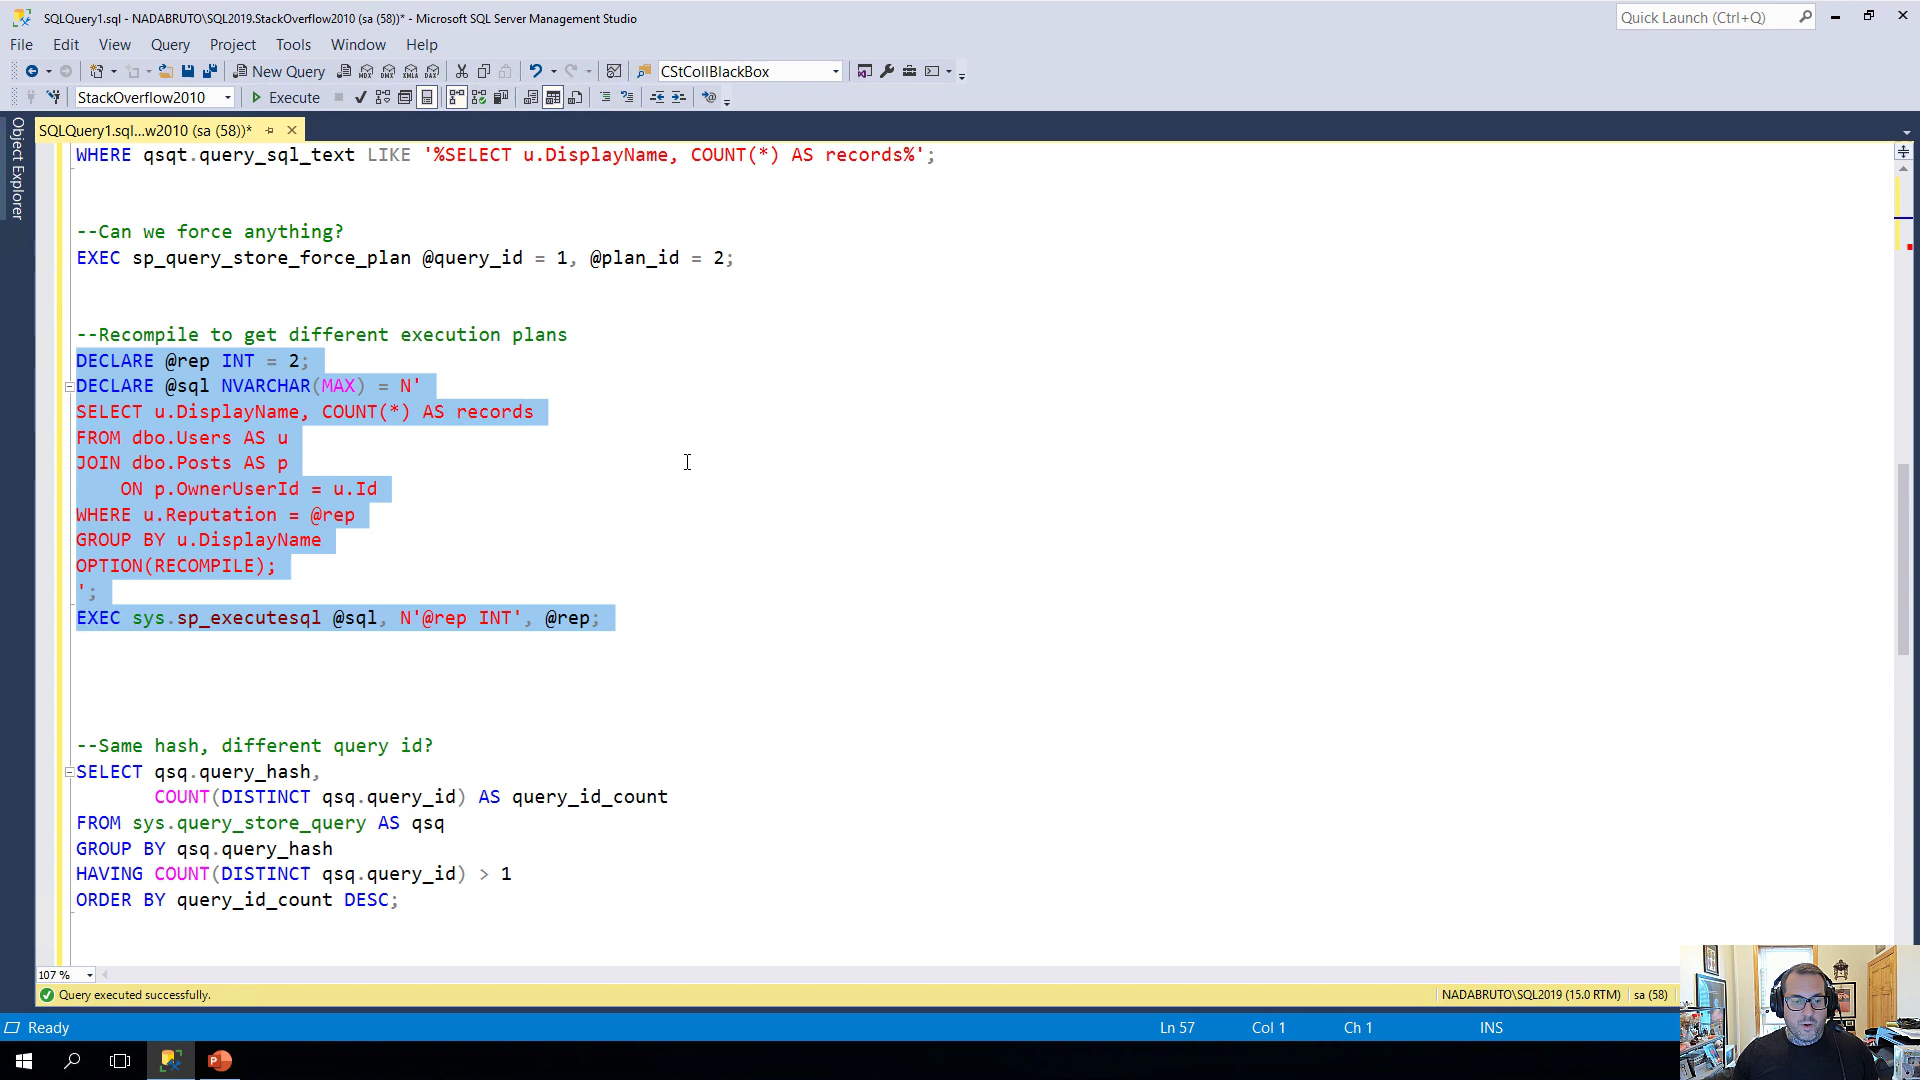 SQLQuery1.sql - NADABRUTO\SQL2019.StackOverflow2010 (sa (58))* - Microsoft SQL Server Management Studio
Quick Launch (Ctrl+Q)
File Edit View Query Project Tools Window Help
New Query
CStCollBlackBox
StackOverflow2010
Execute
Object Explorer
SQLQuery1.sql...w2010 (sa (58))*
WHERE qsqt.query_sql_text LIKE '%SELECT u.DisplayName, COUNT(*) AS records%';
--Can we force anything?
EXEC sp_query_store_force_plan @query_id = 1, @plan_id = 2;
--Recompile to get different execution plans
DECLARE @rep INT = 2;
DECLARE @sql NVARCHAR(MAX) = N'
SELECT u.DisplayName, COUNT(*) AS records
FROM dbo.Users AS u
JOIN dbo.Posts AS p
ON p.OwnerUserId = u.Id
WHERE u.Reputation = @rep
GROUP BY u.DisplayName
OPTION(RECOMPILE);
';
EXEC sys.sp_executesql @sql, N'@rep INT', @rep;
--Same hash, different query id?
SELECT qsq.query_hash,
COUNT(DISTINCT qsq.query_id) AS query_id_count
FROM sys.query_store_query AS qsq
GROUP BY qsq.query_hash
HAVING COUNT(DISTINCT qsq.query_id) > 1
ORDER BY query_id_count DESC;
107 %
Query executed successfully.
NADABRUTO\SQL2019 (15.0 RTM)
sa (58)
Ready
Ln 57
Col 1
Ch 1
INS